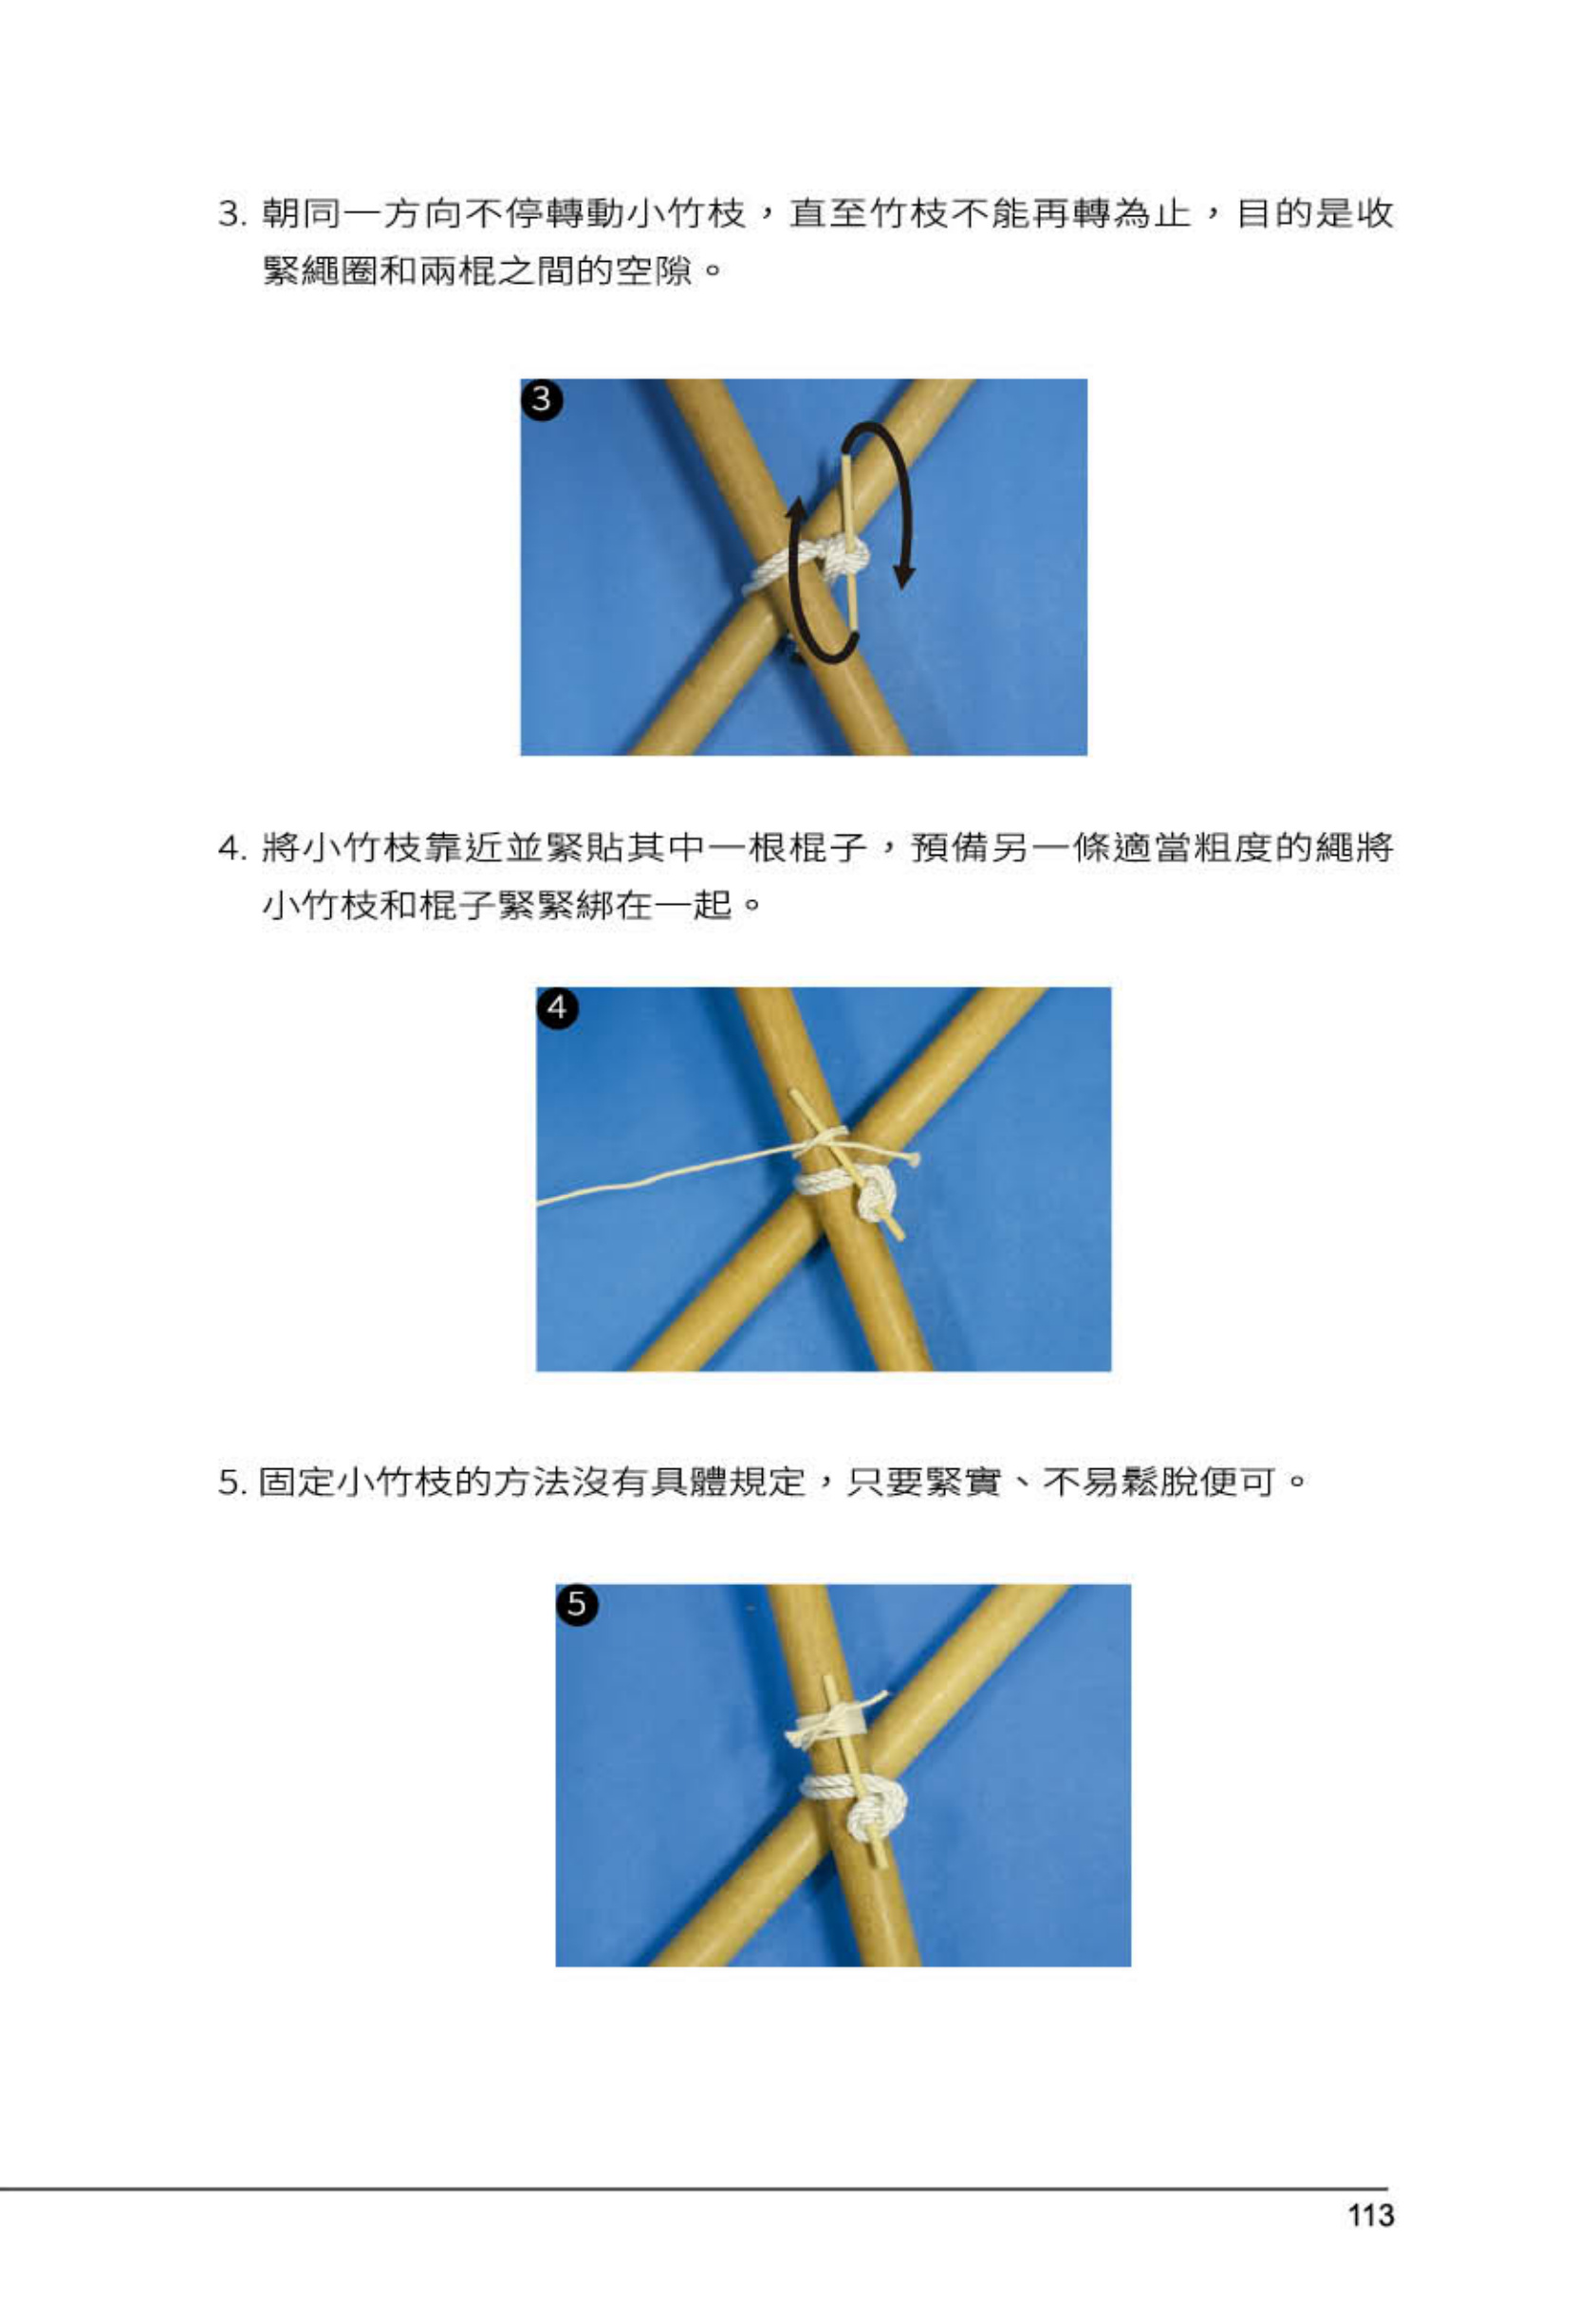 3. 朝同一方向不停轉動小竹枝，直至竹枝不能再轉為止，目的是收
緊繩圈和兩棍之間的空隙。
3
4. 將小竹枝靠近並緊貼其中一根棍子，預備另一條適當粗度的繩將
小竹枝和棍子緊緊綁在一起。
4
5. 固定小竹枝的方法沒有具體規定，只要緊實、不易鬆脫便可。
5
113